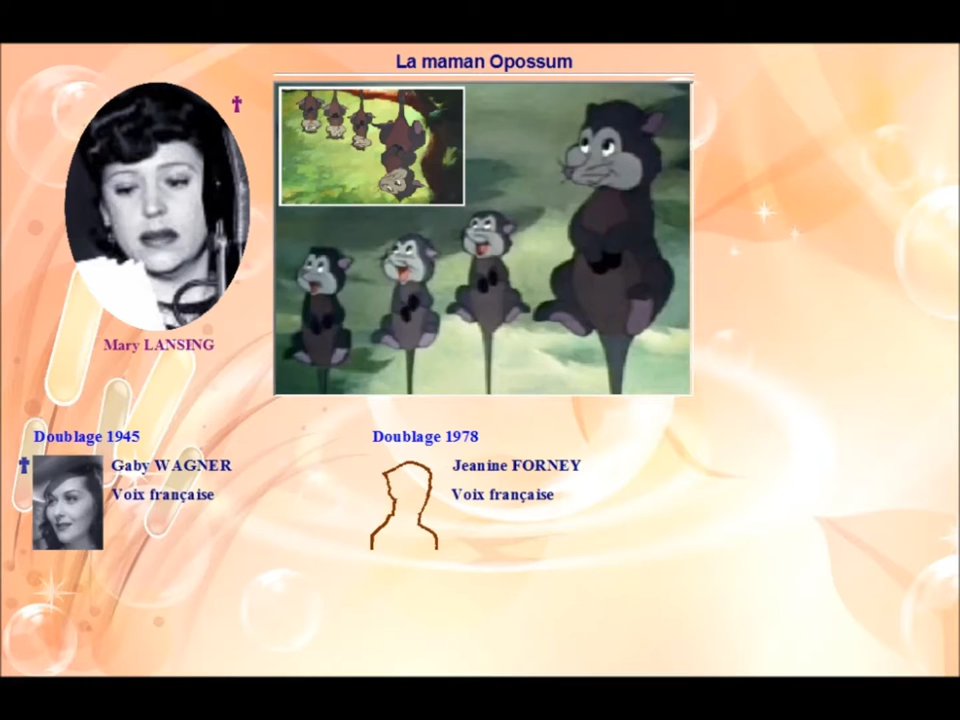 La maman Opossum
Mary LANSING
Doublage 1945
Gaby WAGNER
Voix française
Doublage 1978
Jeanine FORNEY
Voix française